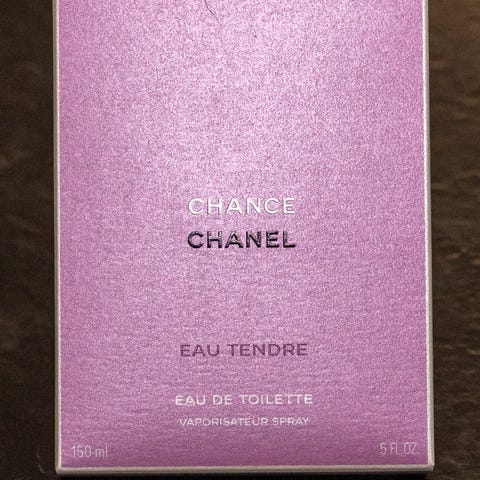 CHANCE
CHANEL
EAU TENDRE
EAU DE TOILETTE
VAPORISATEUR SPRAY
150 ml 5 FL OZ